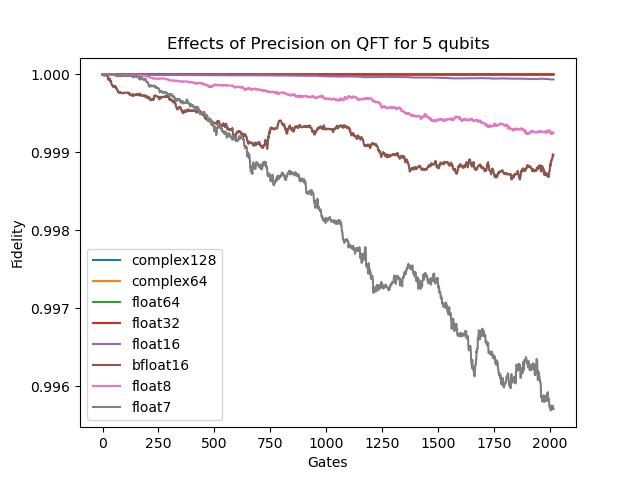 Effects of Precision on QFT for 5 qubits
1.000
0.999
0.998
0.997
0.996
Fidelity
complex128
complex64
float64
float32
float16
bfloat16
float8
float7
0 250 500 750 1000 1250 1500 1750 2000
Gates